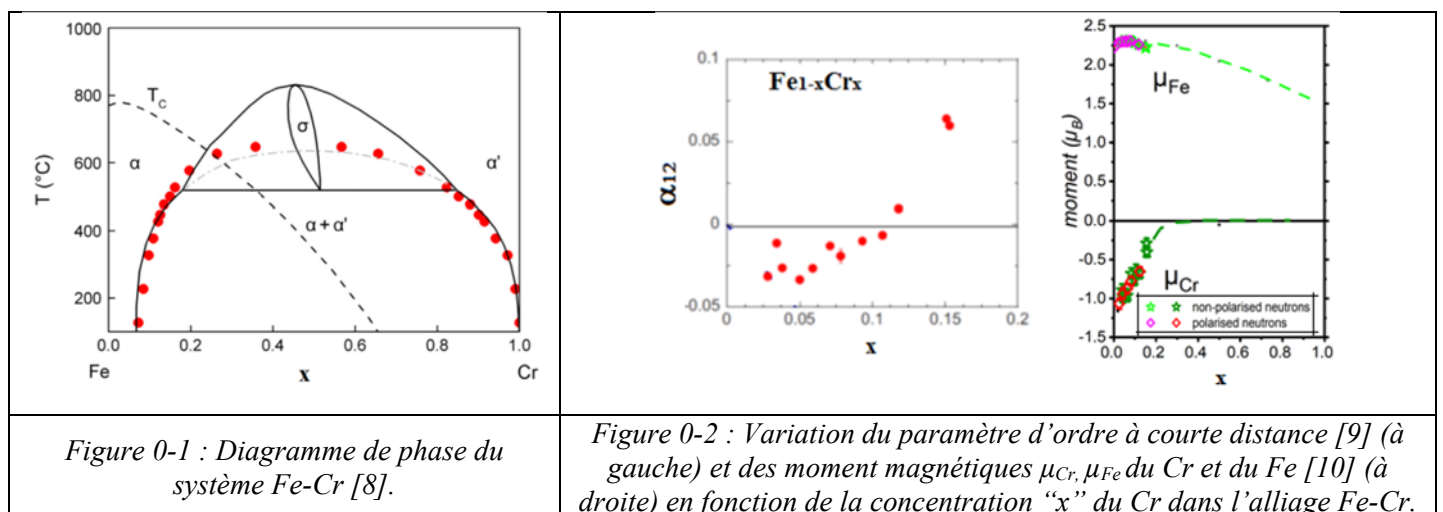 1000
800
600
400
200
T (°C)
T_C
α
σ
α'
α + α'
0.0 0.2 0.4 0.6 0.8 1.0
Fe x Cr
0.1
0.05
0
-0.05
α12
Fe1-xCrx
0 0.05 0.1 0.15 0.2
x
2.5
2.0
1.5
1.0
0.5
0.0
-0.5
-1.0
-1.5
moment (μB)
μFe
μCr
non-polarised neutrons
polarised neutrons
0.0 0.2 0.4 0.6 0.8 1.0
x
Figure 0-1 : Diagramme de phase du
système Fe-Cr [8].
Figure 0-2 : Variation du paramètre d'ordre à courte distance [9] (à
gauche) et des moment magnétiques μCr, μFe du Cr et du Fe [10] (à
droite) en fonction de la concentration “x” du Cr dans l'alliage Fe-Cr.